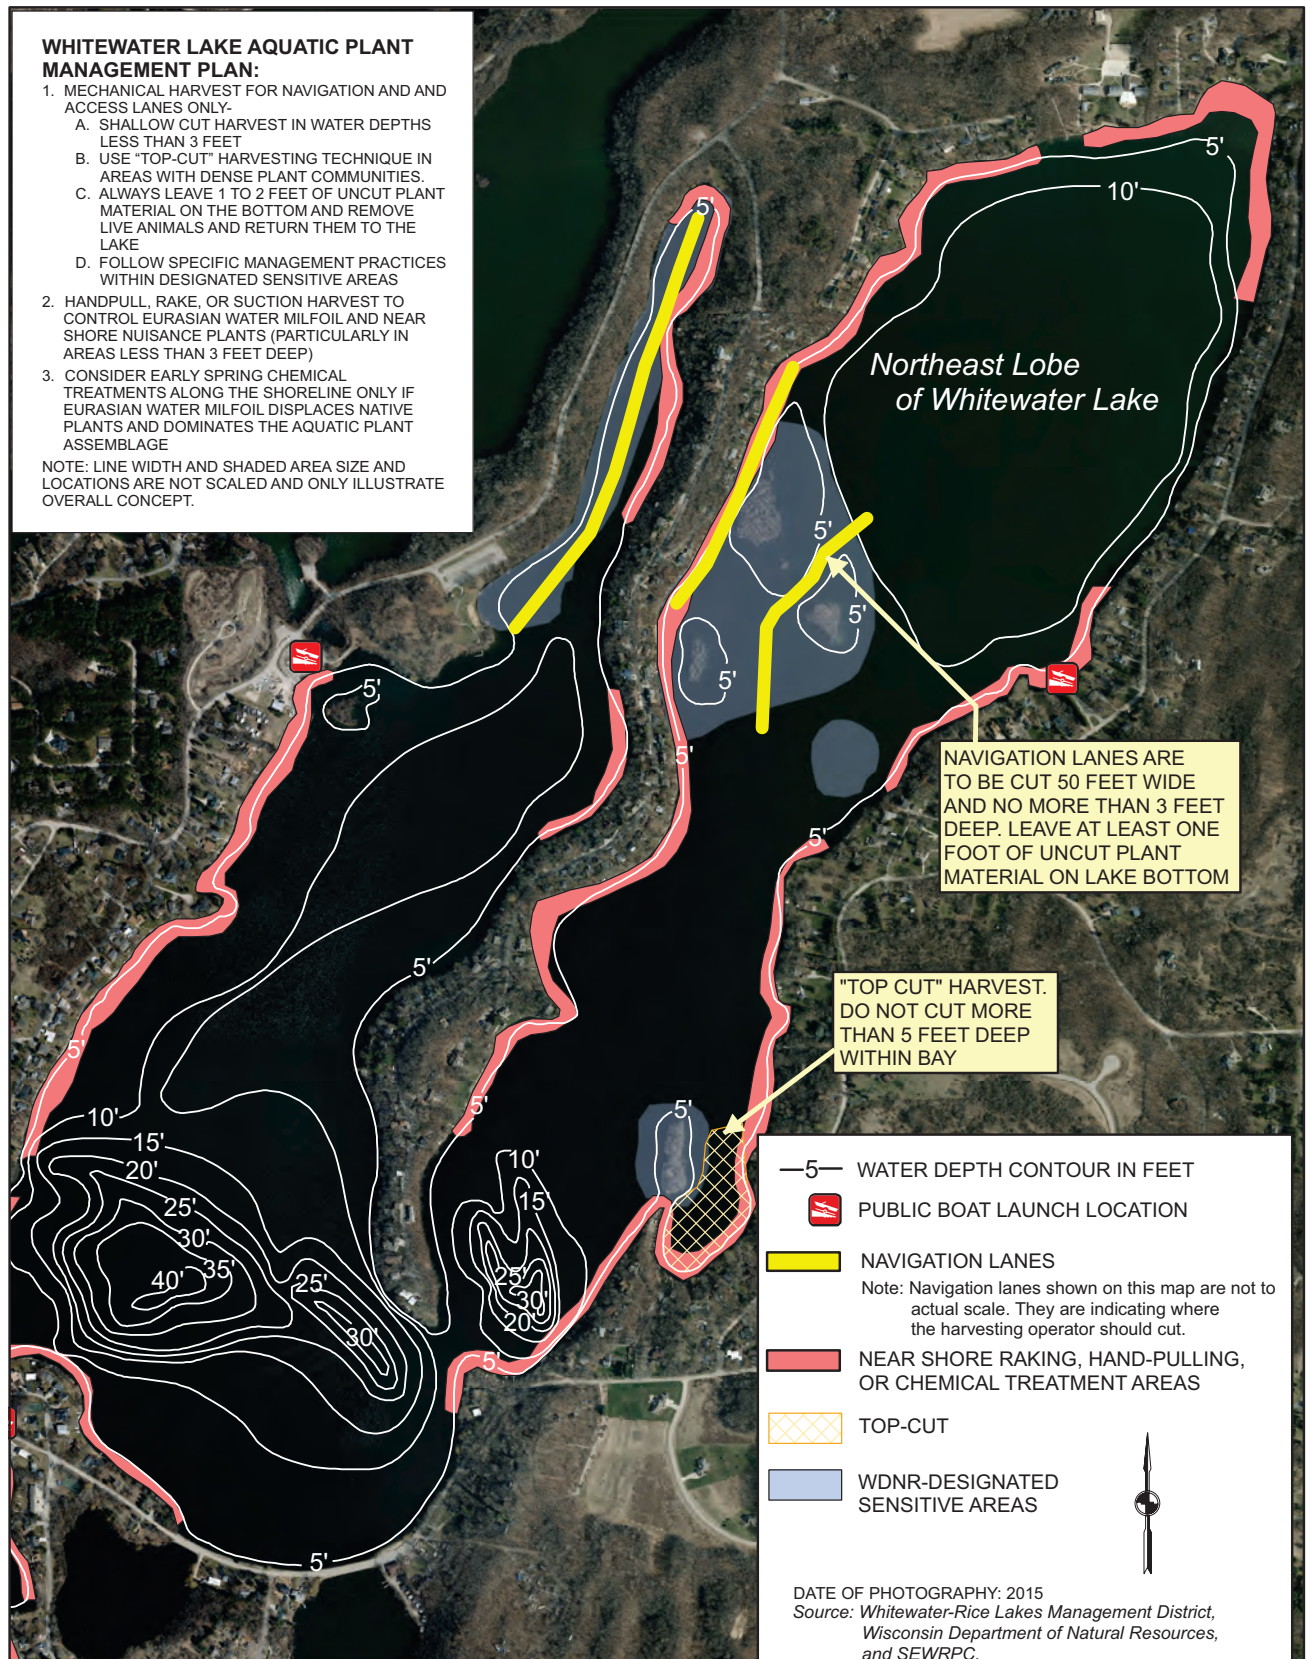 WHITEWATER LAKE AQUATIC PLANT
MANAGEMENT PLAN:
1. MECHANICAL HARVEST FOR NAVIGATION AND AND
ACCESS LANES ONLY-
A. SHALLOW CUT HARVEST IN WATER DEPTHS
LESS THAN 3 FEET
B. USE “TOP-CUT” HARVESTING TECHNIQUE IN
AREAS WITH DENSE PLANT COMMUNITIES.
C. ALWAYS LEAVE 1 TO 2 FEET OF UNCUT PLANT
MATERIAL ON THE BOTTOM AND REMOVE
LIVE ANIMALS AND RETURN THEM TO THE
LAKE
D. FOLLOW SPECIFIC MANAGEMENT PRACTICES
WITHIN DESIGNATED SENSITIVE AREAS
2. HANDPULL, RAKE, OR SUCTION HARVEST TO
CONTROL EURASIAN WATER MILFOIL AND NEAR
SHORE NUISANCE PLANTS (PARTICULARLY IN
AREAS LESS THAN 3 FEET DEEP)
3. CONSIDER EARLY SPRING CHEMICAL
TREATMENTS ALONG THE SHORELINE ONLY IF
EURASIAN WATER MILFOIL DISPLACES NATIVE
PLANTS AND DOMINATES THE AQUATIC PLANT
ASSEMBLAGE
NOTE: LINE WIDTH AND SHADED AREA SIZE AND
LOCATIONS ARE NOT SCALED AND ONLY ILLUSTRATE
OVERALL CONCEPT.
5'
10'
5'
Northeast Lobe
of Whitewater Lake
5'
5'
5'
5'
5'
NAVIGATION LANES ARE
TO BE CUT 50 FEET WIDE
AND NO MORE THAN 3 FEET
DEEP. LEAVE AT LEAST ONE
FOOT OF UNCUT PLANT
MATERIAL ON LAKE BOTTOM
5'
5'
"TOP CUT" HARVEST.
DO NOT CUT MORE
THAN 5 FEET DEEP
WITHIN BAY
5'
5'
5'
10'
15'
20'
25'
30'
35'
40'
25'
30'
10'
15'
25'
30'
20'
5'
5'
—5— WATER DEPTH CONTOUR IN FEET
PUBLIC BOAT LAUNCH LOCATION
NAVIGATION LANES
Note: Navigation lanes shown on this map are not to
actual scale. They are indicating where
the harvesting operator should cut.
NEAR SHORE RAKING, HAND-PULLING,
OR CHEMICAL TREATMENT AREAS
TOP-CUT
WDNR-DESIGNATED
SENSITIVE AREAS
DATE OF PHOTOGRAPHY: 2015
Source: Whitewater-Rice Lakes Management District,
Wisconsin Department of Natural Resources,
and SEWRPC.